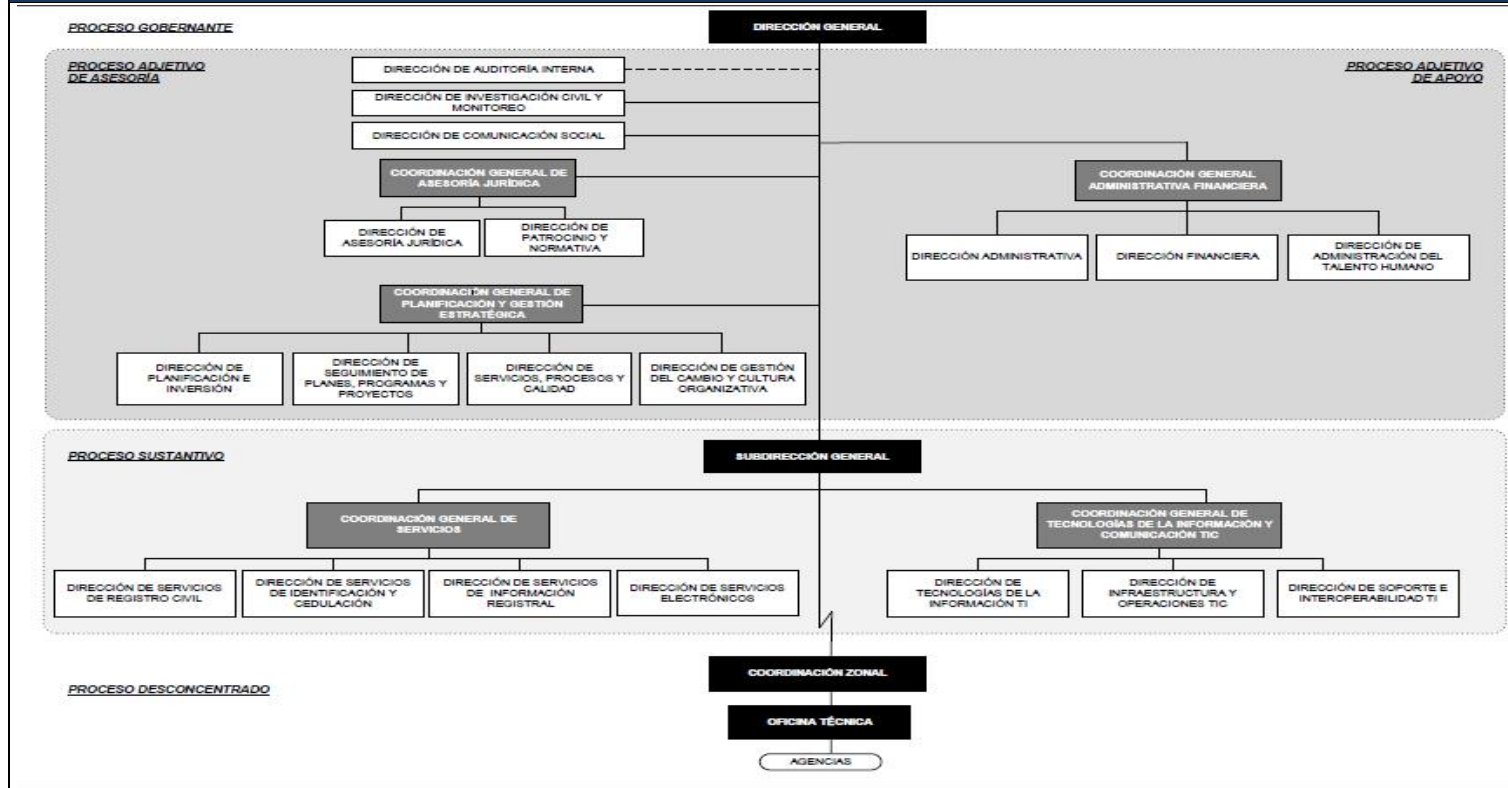 PROCESO GOBERNANTE
DIRECCIÓN GENERAL
PROCESO ADJETIVO
DE ASESORÍA
PROCESO ADJETIVO
DE APOYO
DIRECCIÓN DE AUDITORÍA INTERNA
DIRECCIÓN DE INVESTIGACIÓN CIVIL Y
MONITOREO
DIRECCIÓN DE COMUNICACIÓN SOCIAL
COORDINACIÓN GENERAL DE
ASESORÍA JURÍDICA
DIRECCIÓN DE
ASESORÍA JURÍDICA
DIRECCIÓN DE
PATROCINIO Y
NORMATIVA
COORDINACIÓN GENERAL
ADMINISTRATIVA FINANCIERA
DIRECCIÓN ADMINISTRATIVA
DIRECCIÓN FINANCIERA
DIRECCIÓN DE
ADMINISTRACIÓN DEL
TALENTO HUMANO
COORDINACIÓN GENERAL DE
PLANIFICACIÓN Y GESTIÓN
ESTRATÉGICA
DIRECCIÓN DE
PLANIFICACIÓN E
INVERSIÓN
DIRECCIÓN DE
SEGUIMIENTO DE
PLANES, PROGRAMAS Y
PROYECTOS
DIRECCIÓN DE
SERVICIOS, PROCESOS Y
CALIDAD
DIRECCIÓN DE GESTIÓN
DEL CAMBIO Y CULTURA
ORGANIZATIVA
PROCESO SUSTANTIVO
SUBDIRECCIÓN GENERAL
COORDINACIÓN GENERAL DE
SERVICIOS
DIRECCIÓN DE SERVICIOS
DE REGISTRO CIVIL
DIRECCIÓN DE SERVICIOS
DE IDENTIFICACIÓN Y
CEDULACIÓN
DIRECCIÓN DE SERVICIOS
DE INFORMACIÓN
REGISTRAL
DIRECCIÓN DE SERVICIOS
ELECTRÓNICOS
COORDINACIÓN GENERAL DE
TECNOLOGÍAS DE LA INFORMACIÓN Y
COMUNICACIÓN TIC
DIRECCIÓN DE
TECNOLOGÍAS DE LA
INFORMACIÓN TI
DIRECCIÓN DE
INFRAESTRUCTURA Y
OPERACIONES TIC
DIRECCIÓN DE SOPORTE E
INTEROPERABILIDAD TI
PROCESO DESCONCENTRADO
COORDINACIÓN ZONAL
OFICINA TÉCNICA
AGENCIAS